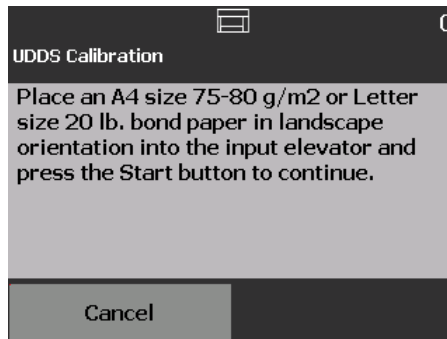 UDDS Calibration
Place an A4 size 75-80 g/m2 or Letter
size 20 lb. bond paper in landscape
orientation into the input elevator and
press the Start button to continue.
Cancel